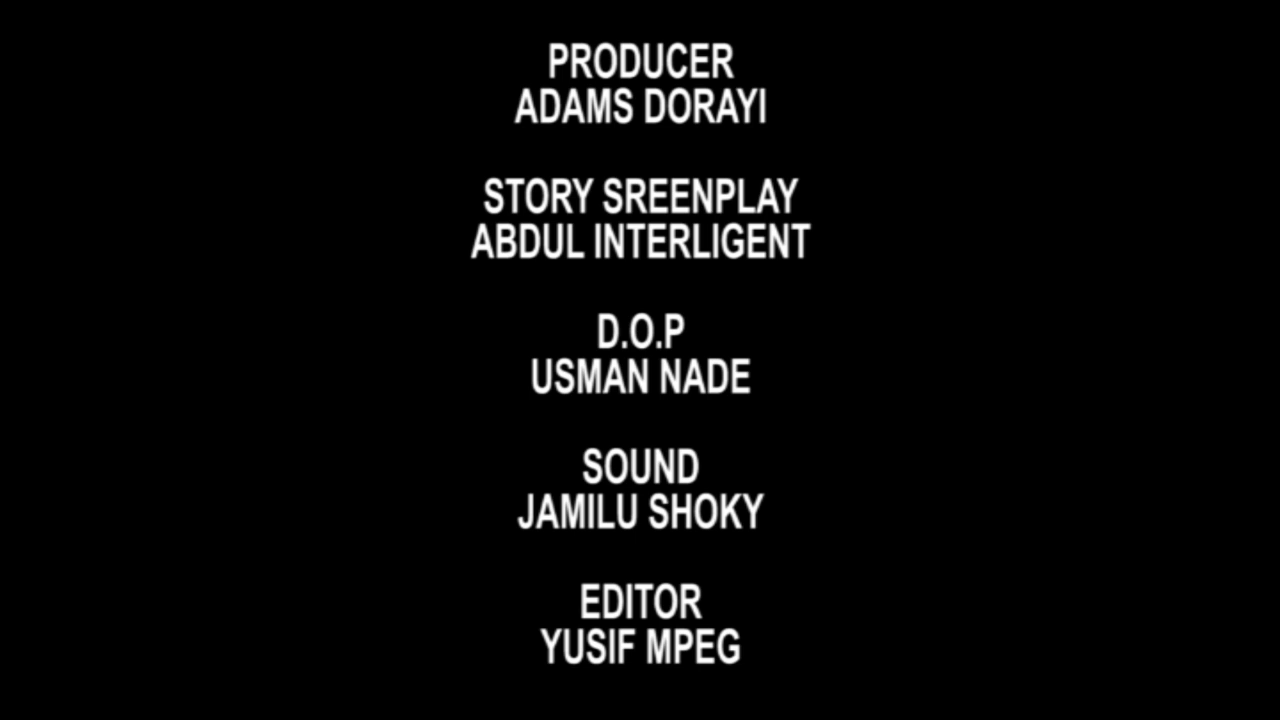 PRODUCER
ADAMS DORAYI
STORY SREENPLAY
ABDUL INTERLIGENT
D.O.P
USMAN NADE
SOUND
JAMILU SHOKY
EDITOR
YUSIF MPEG